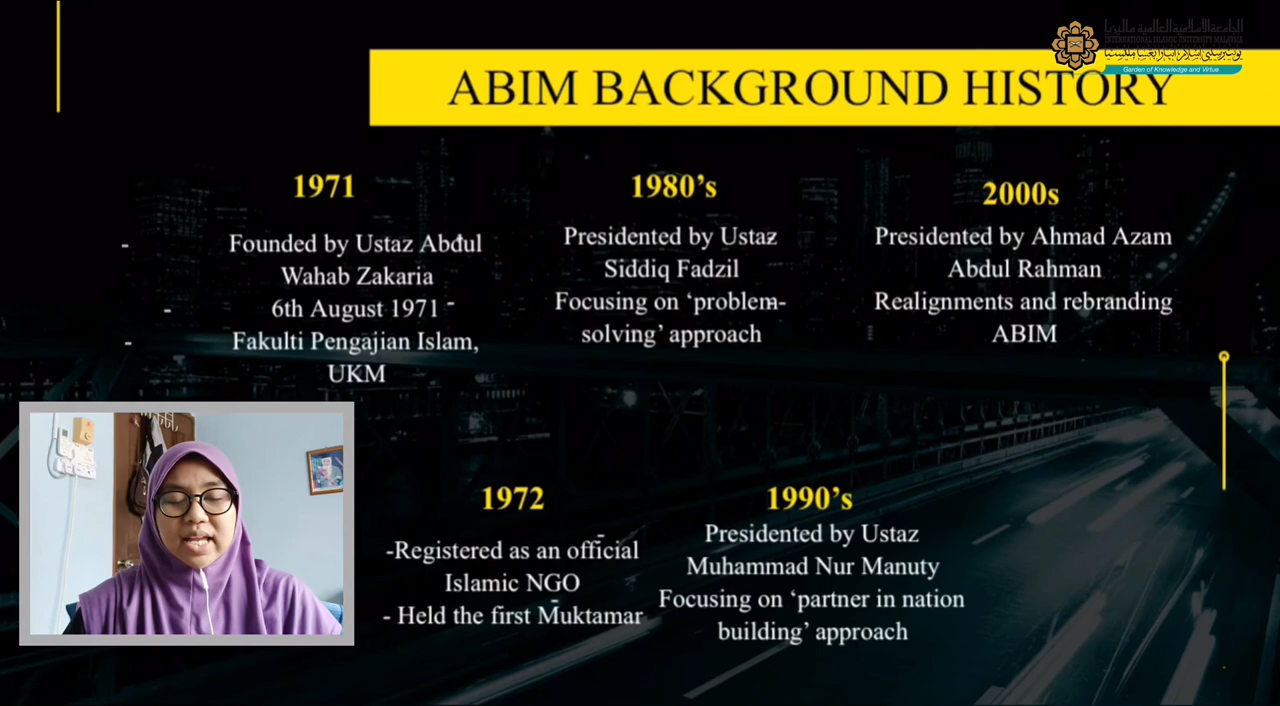 INTERNATIONAL ISLAMIC UNIVERSITY MALAYSIA
Garden of Knowledge and Virtue
ABIM BACKGROUND HISTORY
1971
- Founded by Ustaz Abdul
Wahab Zakaria
- 6th August 1971 -
- Fakulti Pengajian Islam,
UKM
1980’s
Presidented by Ustaz
Siddiq Fadzil
Focusing on ‘problem-
solving’ approach
2000s
Presidented by Ahmad Azam
Abdul Rahman
Realignments and rebranding
ABIM
1972
-Registered as an official
Islamic NGO
- Held the first Muktamar
1990’s
Presidented by Ustaz
Muhammad Nur Manuty
Focusing on ‘partner in nation
building’ approach